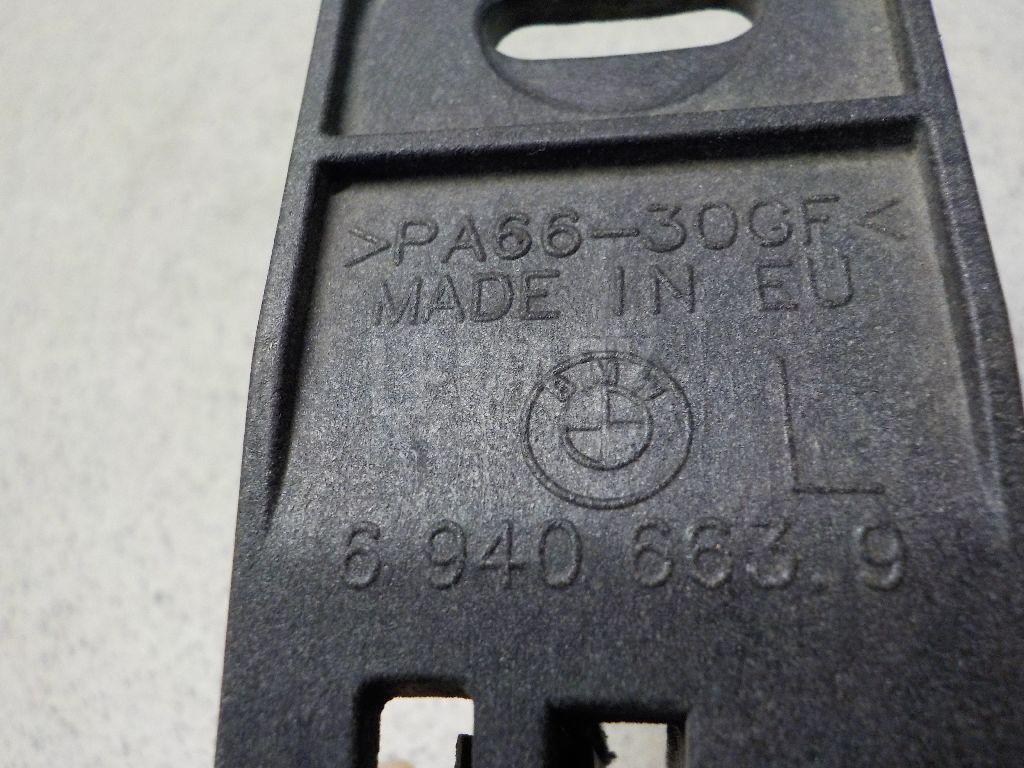 >PA66-30GF<
MADE IN EU
BMW
L
6 940 663.9